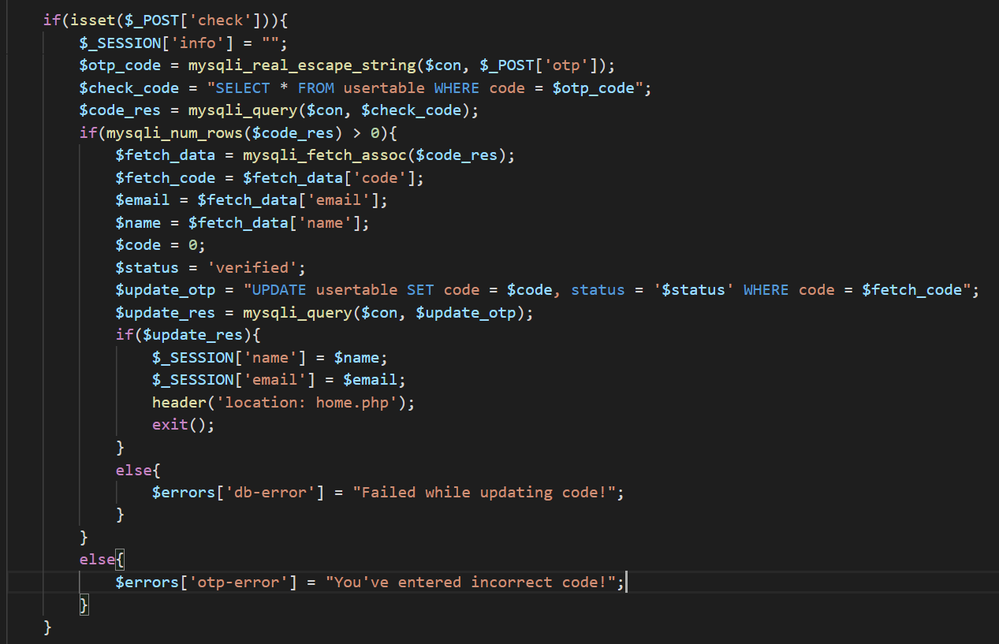 if(isset($_POST['check'])){
$_SESSION['info'] = "";
$otp_code = mysqli_real_escape_string($con, $_POST['otp']);
$check_code = "SELECT * FROM usertable WHERE code = $otp_code";
$code_res = mysqli_query($con, $check_code);
if(mysqli_num_rows($code_res) > 0){
$fetch_data = mysqli_fetch_assoc($code_res);
$fetch_code = $fetch_data['code'];
$email = $fetch_data['email'];
$name = $fetch_data['name'];
$code = 0;
$status = 'verified';
$update_otp = "UPDATE usertable SET code = $code, status = '$status' WHERE code = $fetch_code";
$update_res = mysqli_query($con, $update_otp);
if($update_res){
$_SESSION['name'] = $name;
$_SESSION['email'] = $email;
header('location: home.php');
exit();
}
else{
$errors['db-error'] = "Failed while updating code!";
}
}
else{
$errors['otp-error'] = "You've entered incorrect code!";
}
}